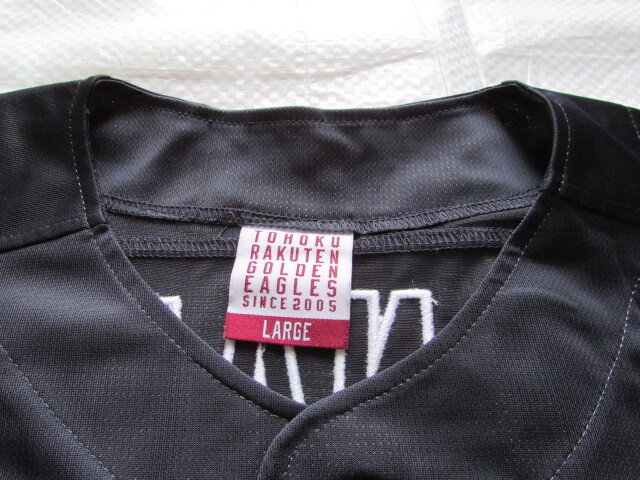 TOHOKU
RAKUTEN
GOLDEN
EAGLES
SINCE 2005
LARGE